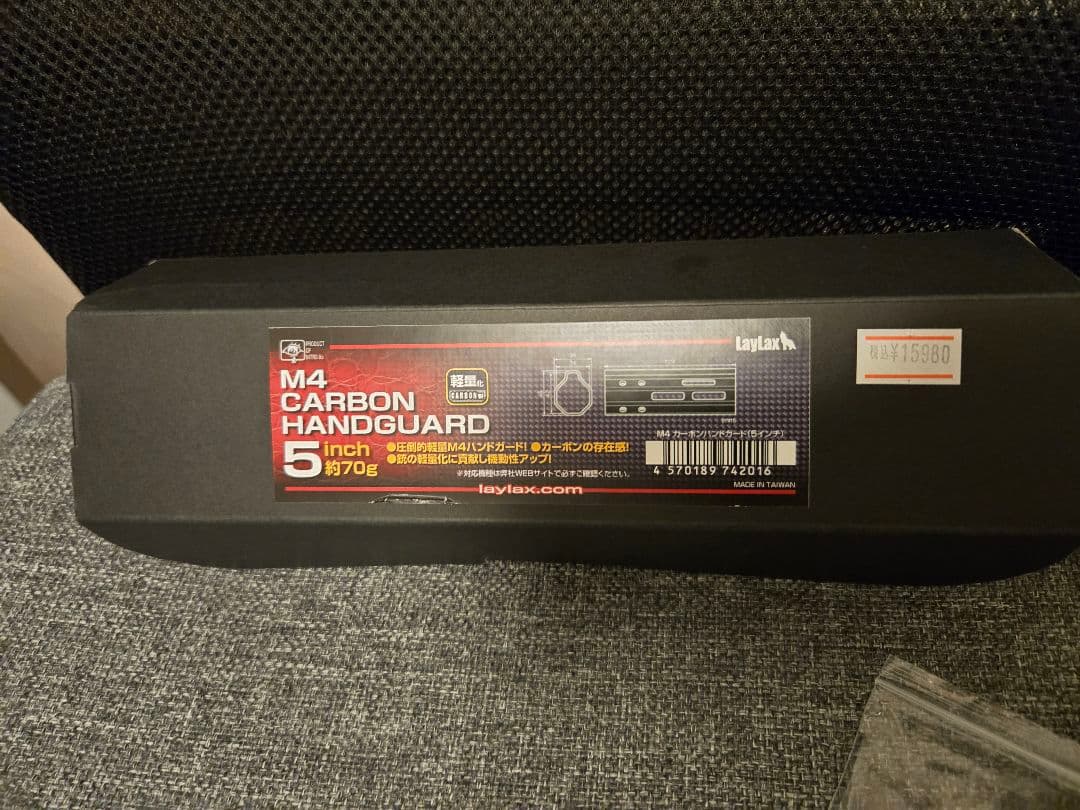 PRODUCT
OF
NITRO.Vo
LayLax
M4
CARBON
HANDGUARD
軽量化
CARBON
5 inch
約70g
●圧倒的軽量M4ハンドガード! ●カーボンの存在感!
●銃の軽量化に貢献し機動性アップ!
※対応機種は弊社WEBサイトで必ずご確認ください。
M4 カーボンハンドガード(5インチ)
4 570189 742016
MADE IN TAIWAN
laylax.com
税込¥15980